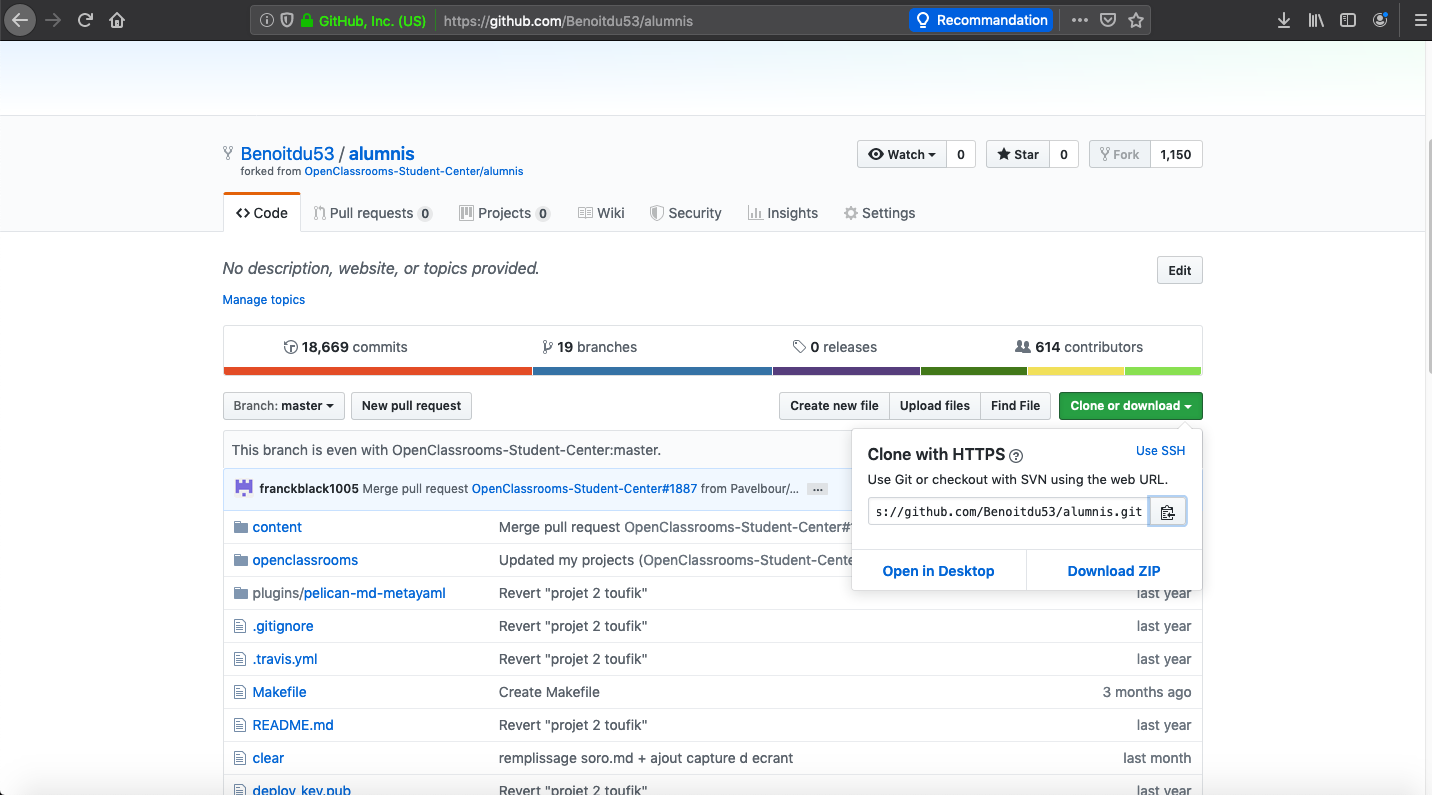 GitHub, Inc. (US) https://github.com/Benoitdu53/alumnis Recommandation
Benoitdu53 / alumnis
forked from OpenClassrooms-Student-Center/alumnis
Watch 0 Star 0 Fork 1,150
Code Pull requests 0 Projects 0 Wiki Security Insights Settings
No description, website, or topics provided.
Edit
Manage topics
18,669 commits 19 branches 0 releases 614 contributors
Branch: master New pull request Create new file Upload files Find File Clone or download
This branch is even with OpenClassrooms-Student-Center:master.
franckblack1005 Merge pull request OpenClassrooms-Student-Center#1887 from Pavelbour/... ...
Clone with HTTPS ? Use SSH
Use Git or checkout with SVN using the web URL.
s://github.com/Benoitdu53/alumnis.git
Open in Desktop Download ZIP
content Merge pull request OpenClassrooms-Student-Center#
openclassrooms Updated my projects (OpenClassrooms-Student-Cente
plugins/pelican-md-metayaml Revert "projet 2 toufik" last year
.gitignore Revert "projet 2 toufik" last year
.travis.yml Revert "projet 2 toufik" last year
Makefile Create Makefile 3 months ago
README.md Revert "projet 2 toufik" last year
clear remplissage soro.md + ajout capture d ecrant last month
deploy_key.pub Revert "projet 2 toufik" last year